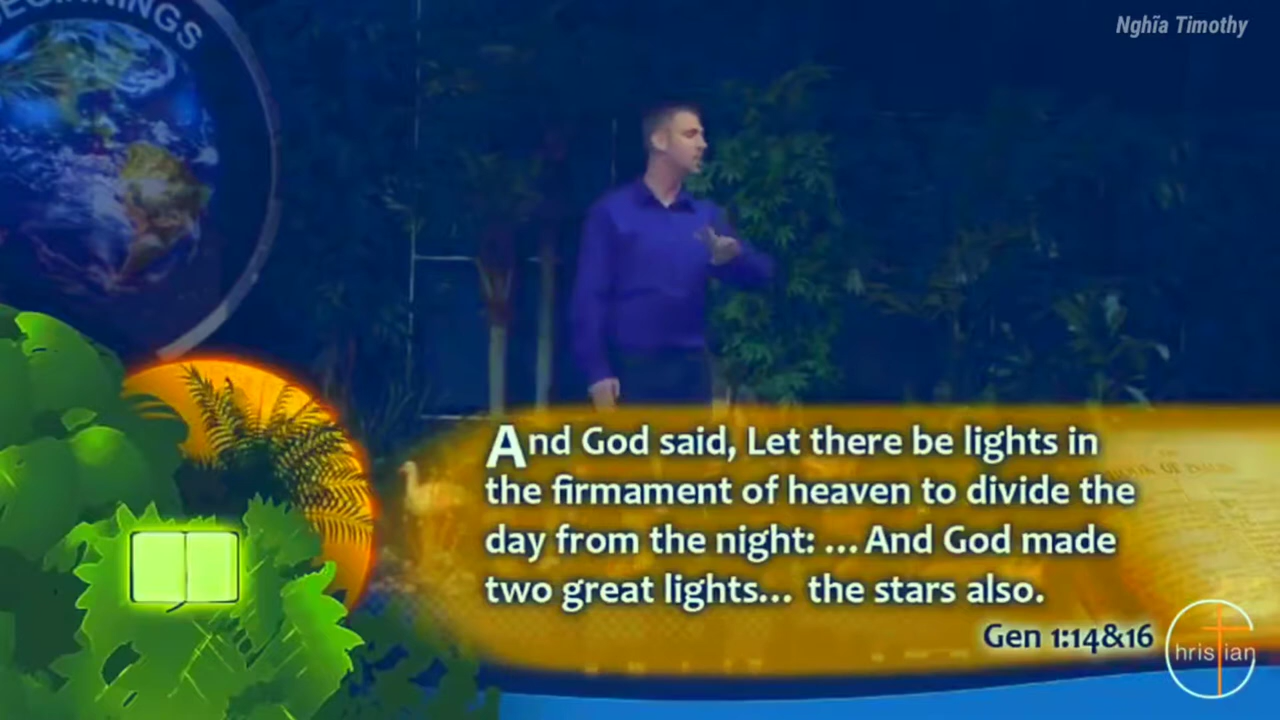 Nghĩa Timothy
And God said, Let there be lights in
the firmament of heaven to divide the
day from the night: ... And God made
two great lights... the stars also.
Gen 1:14&16
hristian